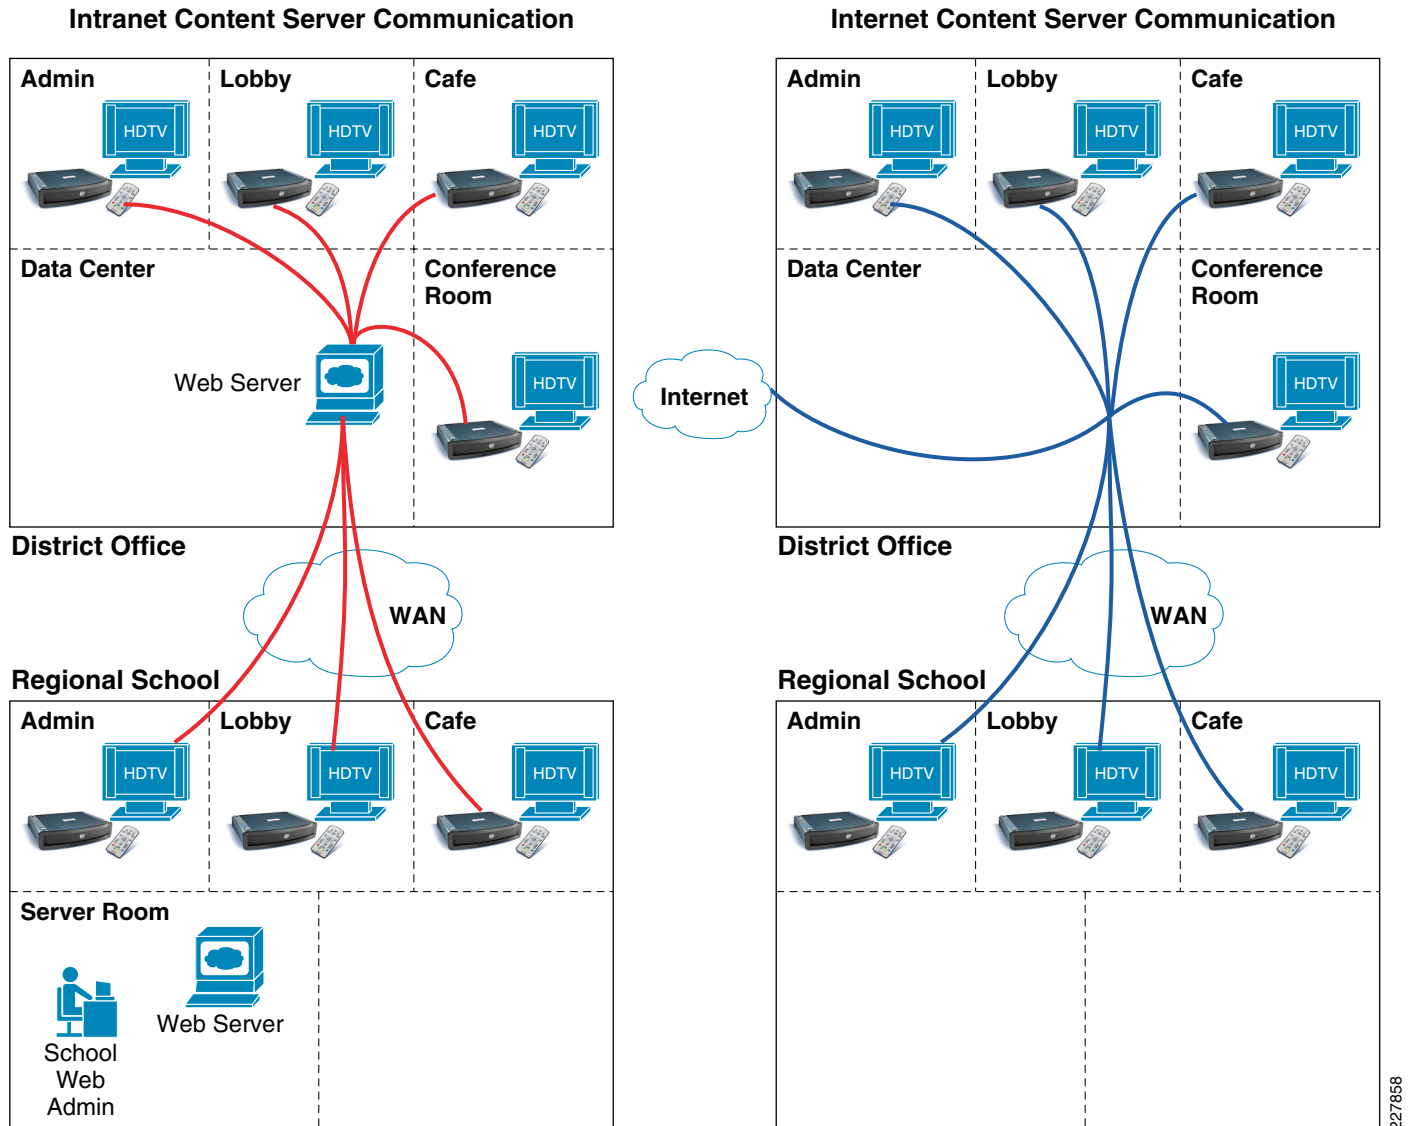 Intranet Content Server Communication
Admin
Lobby
Cafe
HDTV
HDTV
HDTV
Data Center
Conference
Room
Web Server
HDTV
District Office
WAN
Regional School
Admin
Lobby
Cafe
HDTV
HDTV
HDTV
Server Room
Web Server
School
Web
Admin
Internet Content Server Communication
Admin
Lobby
Cafe
HDTV
HDTV
HDTV
Data Center
Conference
Room
Internet
HDTV
District Office
WAN
Regional School
Admin
Lobby
Cafe
HDTV
HDTV
HDTV
227858